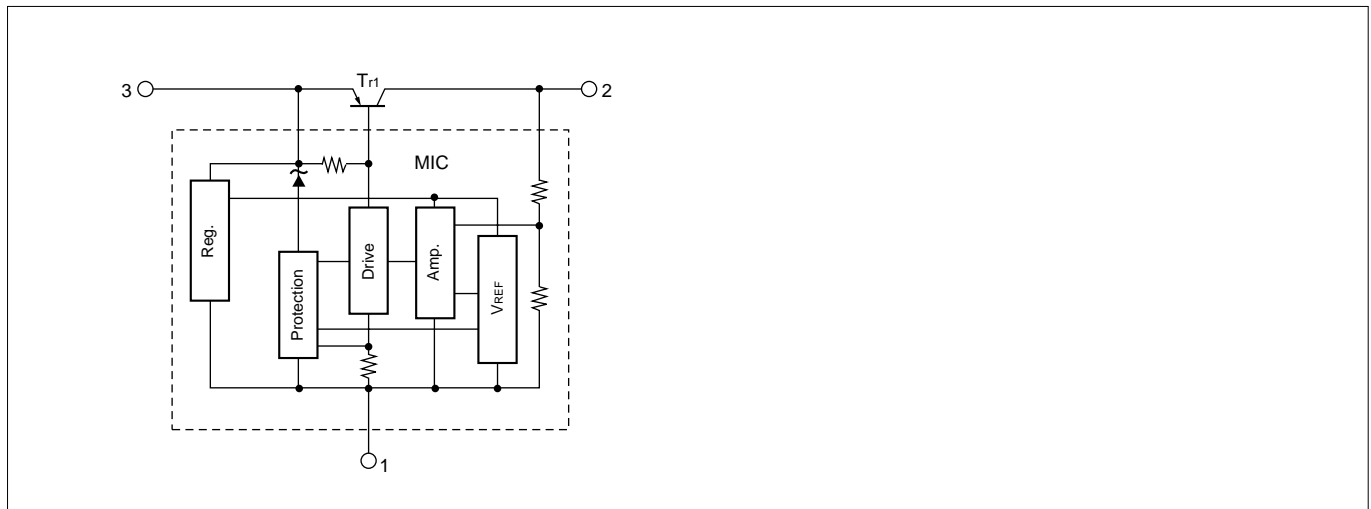 Tr1
3
2
MIC
Reg.
Protection
Drive
Amp.
VREF
1